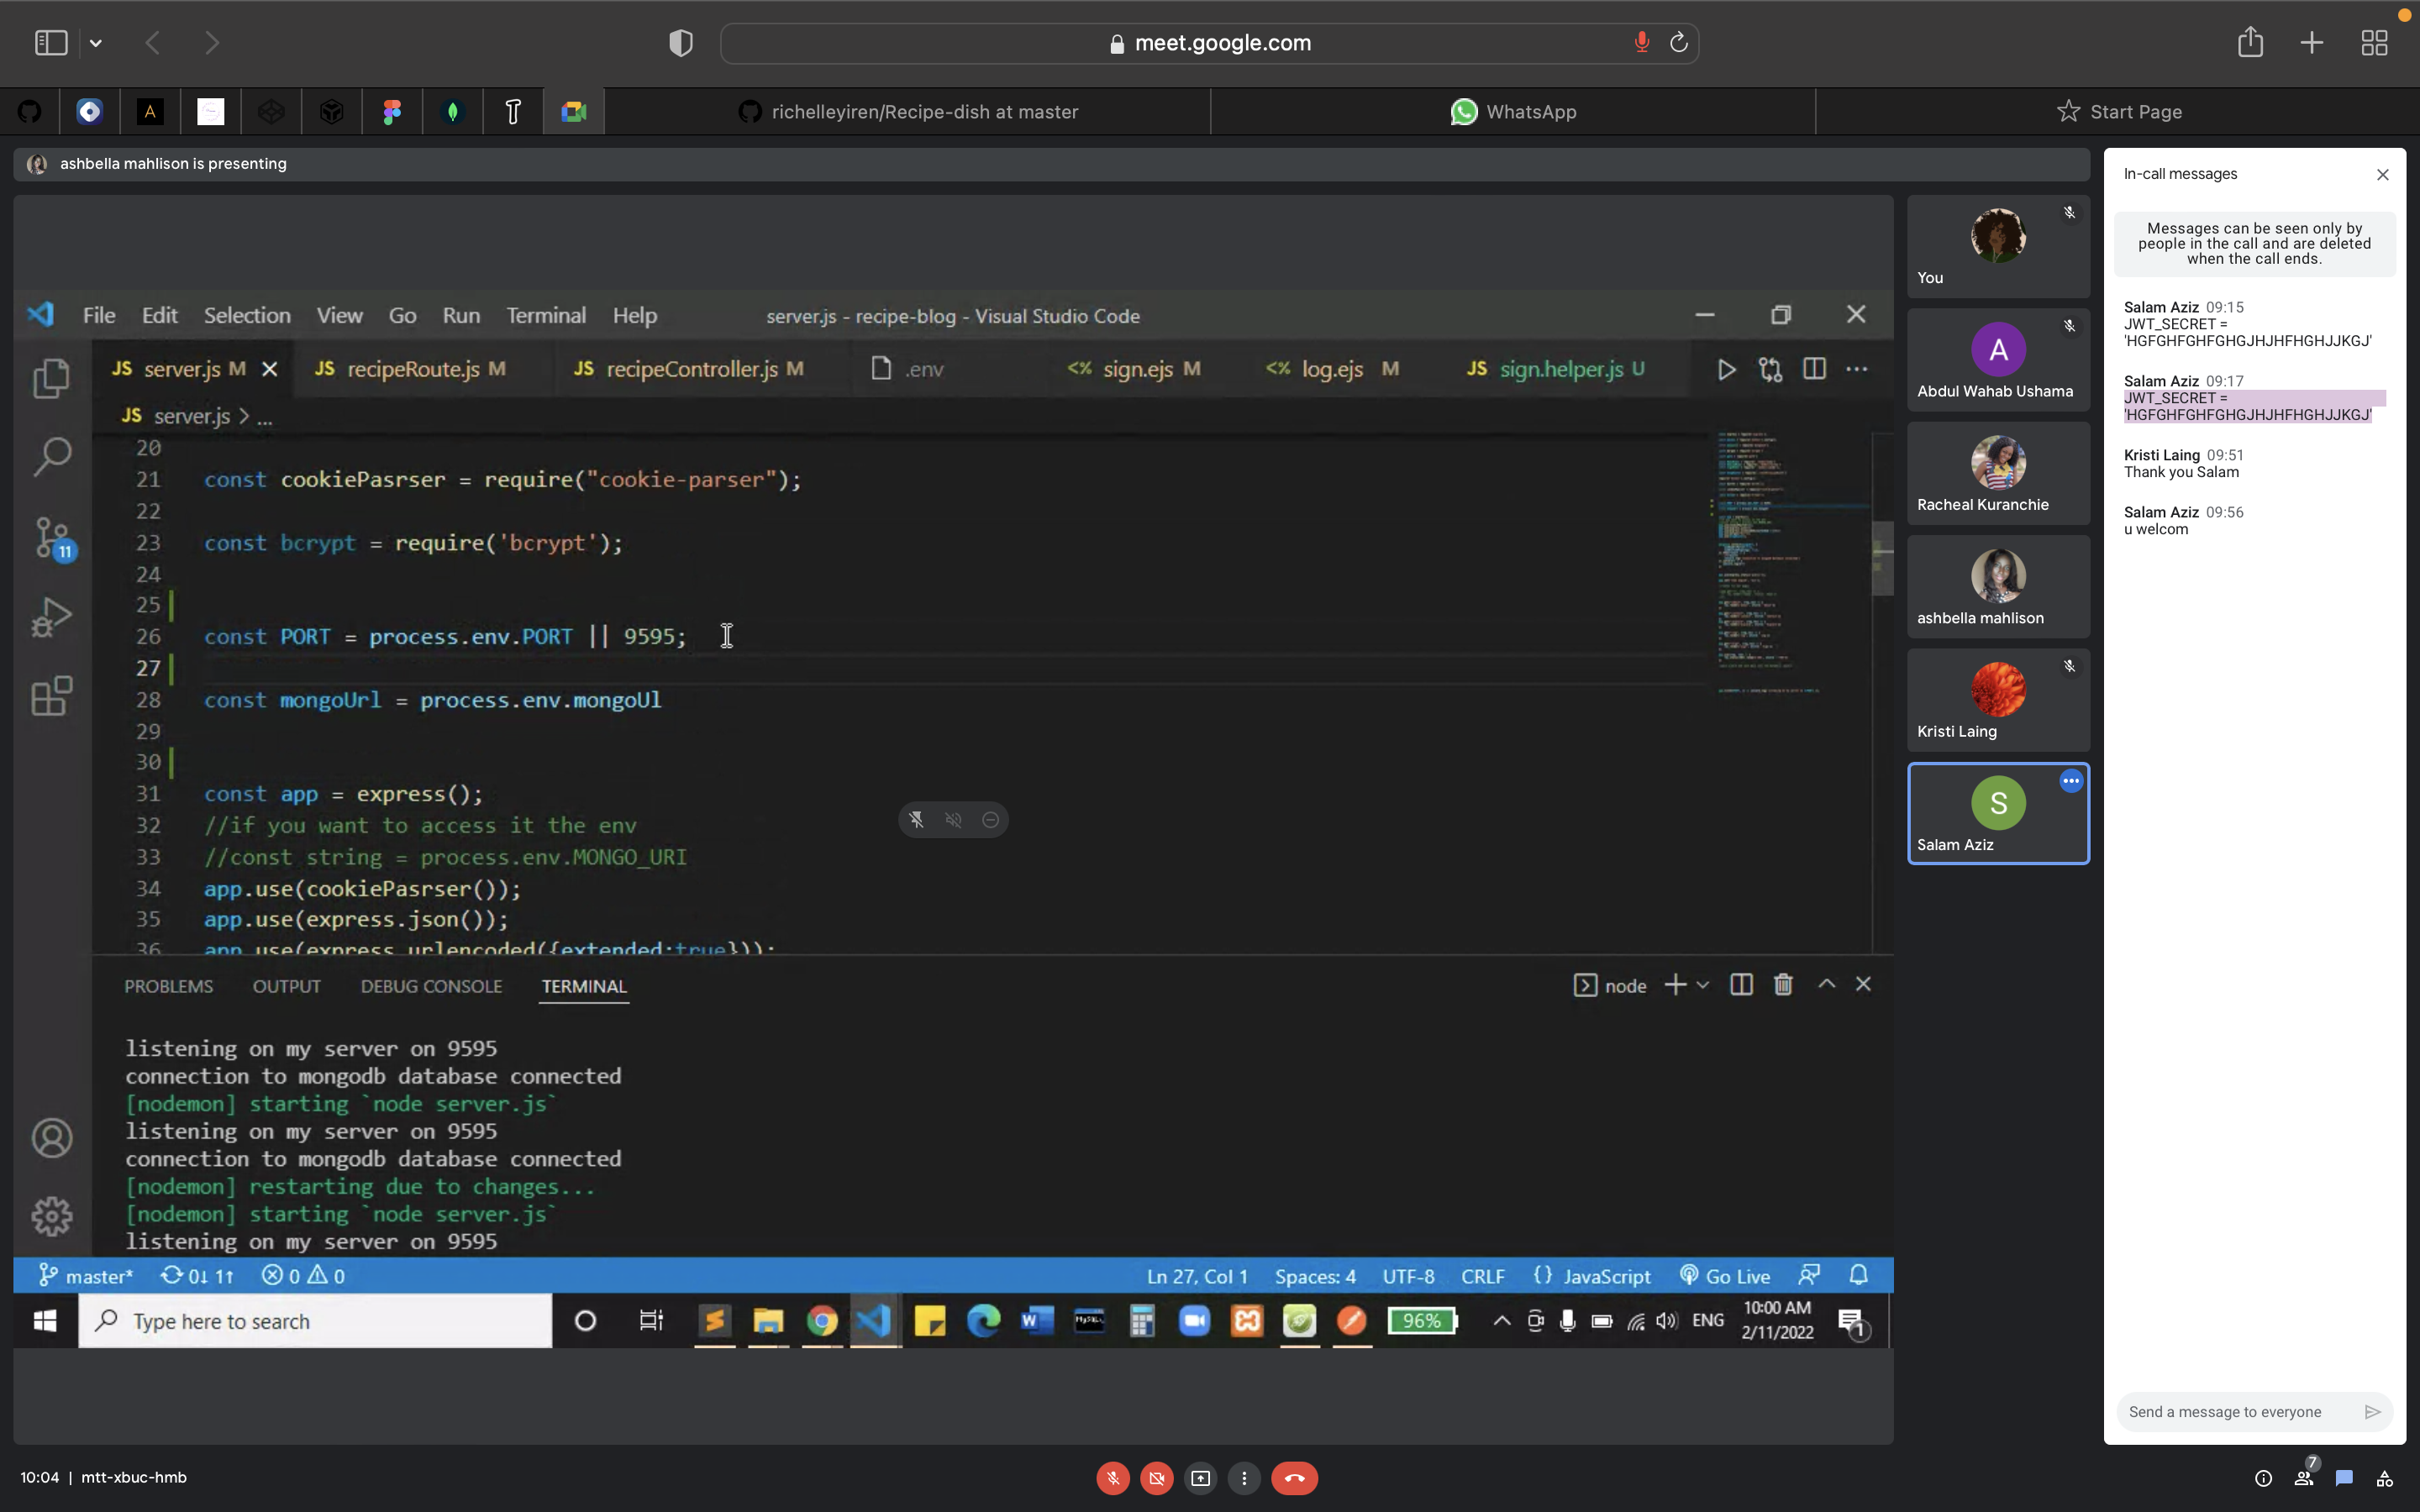 meet.google.com
richelleyiren/Recipe-dish at master
WhatsApp
Start Page
ashbella mahlison is presenting
File Edit Selection View Go Run Terminal Help
server.js - recipe-blog - Visual Studio Code
JS server.js M
JS recipeRoute.js M
JS recipeController.js M
.env
<% sign.ejs M
<% log.ejs M
JS sign.helper.js U
JS server.js > ...
20
21 const cookiePasrser = require("cookie-parser");
22
23 const bcrypt = require('bcrypt');
24
25
26 const PORT = process.env.PORT || 9595;
27
28 const mongoUrl = process.env.mongoUl
29
30
31 const app = express();
32 //if you want to access it the env
33 //const string = process.env.MONGO_URI
34 app.use(cookiePasrser());
35 app.use(express.json());
36 app.use(express.urlencoded({extended:true}));
11
PROBLEMS OUTPUT DEBUG CONSOLE TERMINAL
node
listening on my server on 9595
connection to mongodb database connected
[nodemon] starting `node server.js`
listening on my server on 9595
connection to mongodb database connected
[nodemon] restarting due to changes...
[nodemon] starting `node server.js`
listening on my server on 9595
master* 0↓ 1↑ 0 0
Ln 27, Col 1 Spaces: 4 UTF-8 CRLF {} JavaScript Go Live
Type here to search
96%
ENG
10:00 AM
2/11/2022
1
You
A
Abdul Wahab Ushama
Racheal Kuranchie
ashbella mahlison
Kristi Laing
S
Salam Aziz
In-call messages
Messages can be seen only by
people in the call and are deleted
when the call ends.
Salam Aziz 09:15
JWT_SECRET =
'HGFGHFGHFGHGJHJHFHGHJJKGJ'
Salam Aziz 09:17
JWT_SECRET =
'HGFGHFGHFGHGJHJHFHGHJJKGJ'
Kristi Laing 09:51
Thank you Salam
Salam Aziz 09:56
u welcom
Send a message to everyone
10:04 | mtt-xbuc-hmb
7